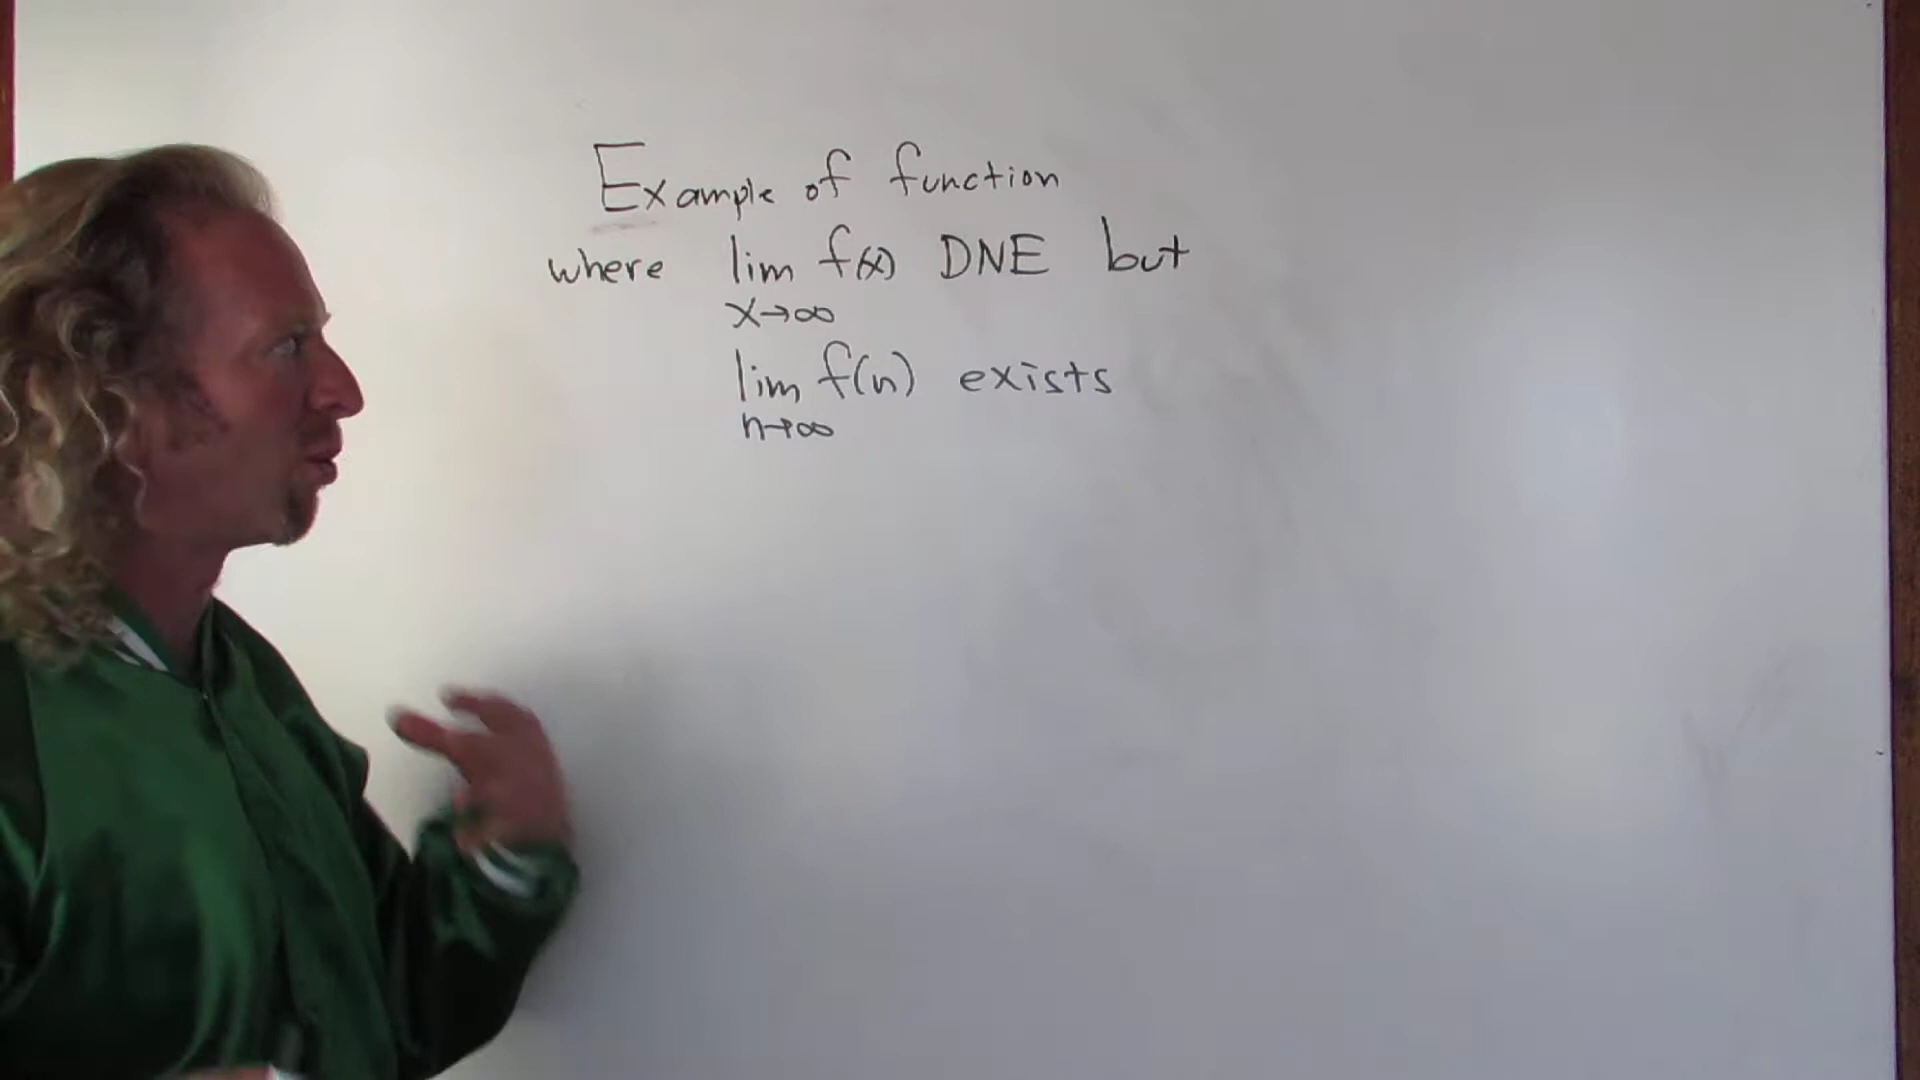 Example of function
where lim f(x) DNE but
x→∞
lim f(n) exists
n→∞